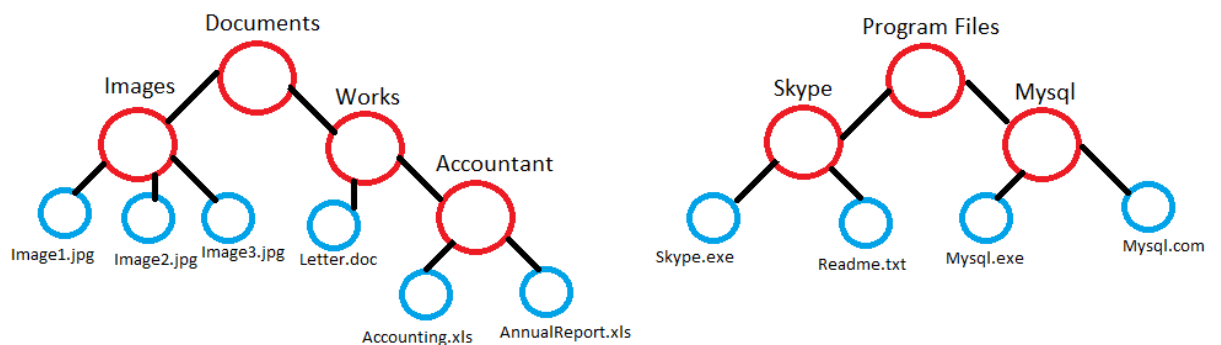 Documents
Program Files
Images
Works
Skype
Mysql
Accountant
Image1.jpg
Image2.jpg
Image3.jpg
Letter.doc
Skype.exe
Readme.txt
Mysql.exe
Mysql.com
Accounting.xls
AnnualReport.xls